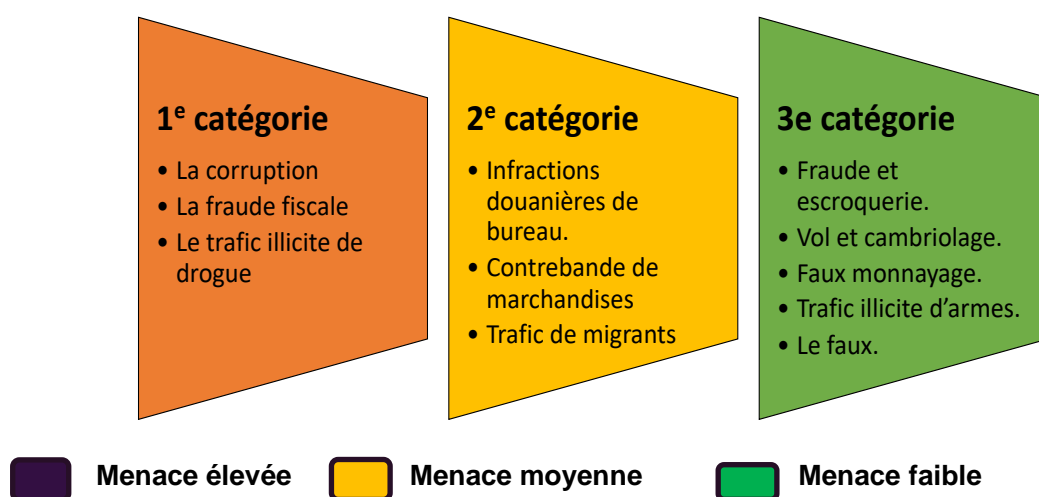 1e catégorie
• La corruption
• La fraude fiscale
• Le trafic illicite de
drogue
2e catégorie
• Infractions
douanières de
bureau.
• Contrebande de
marchandises
• Trafic de migrants
3e catégorie
• Fraude et
escroquerie.
• Vol et cambriolage.
• Faux monnayage.
• Trafic illicite d'armes.
• Le faux.
Menace élevée
Menace moyenne
Menace faible